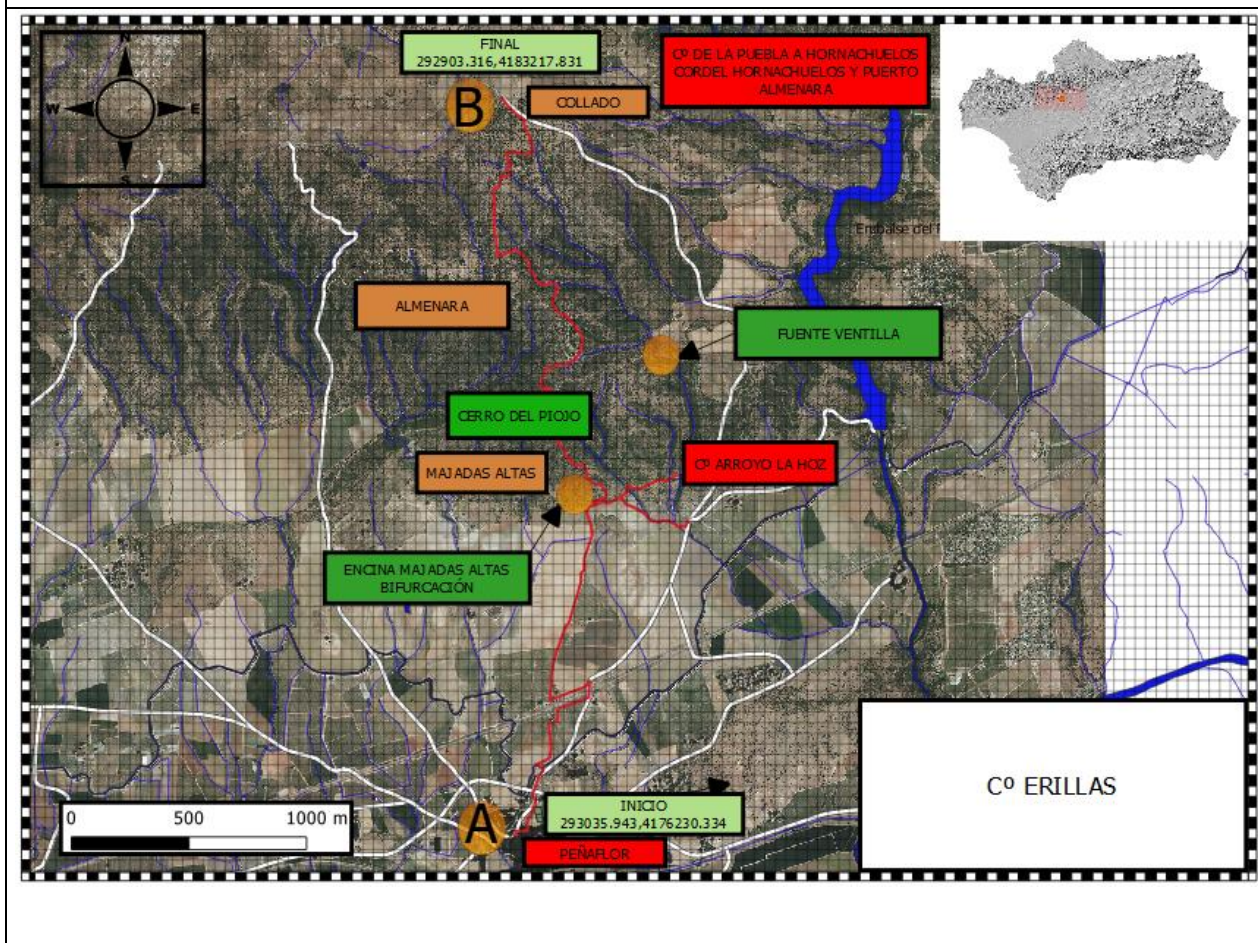 N
W
E
S
FINAL
292903.316,4183217.831
B
COLLADO
Cº DE LA PUEBLA A HORNACHUELOS
CORDEL HORNACHUELOS Y PUERTO
ALMENARA
Embalse del
ALMENARA
FUENTE VENTILLA
CERRO DEL PIOJO
MAJADAS ALTAS
Cº ARROYO LA HOZ
ENCINA MAJADAS ALTAS
BIFURCACIÓN
Cº ERILLAS
0 500 1000 m
A
INICIO
293035.943,4176230.334
PEÑAFLOR